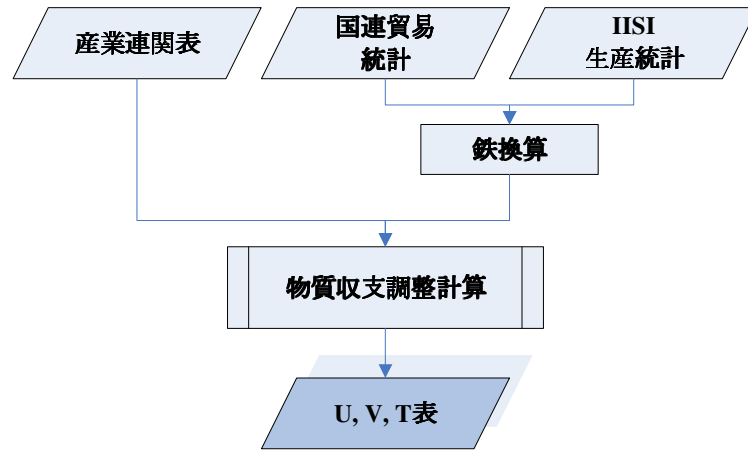 産業連関表
国連貿易
統計
IISI
生産統計
鉄換算
物質収支調整計算
U, V, T表